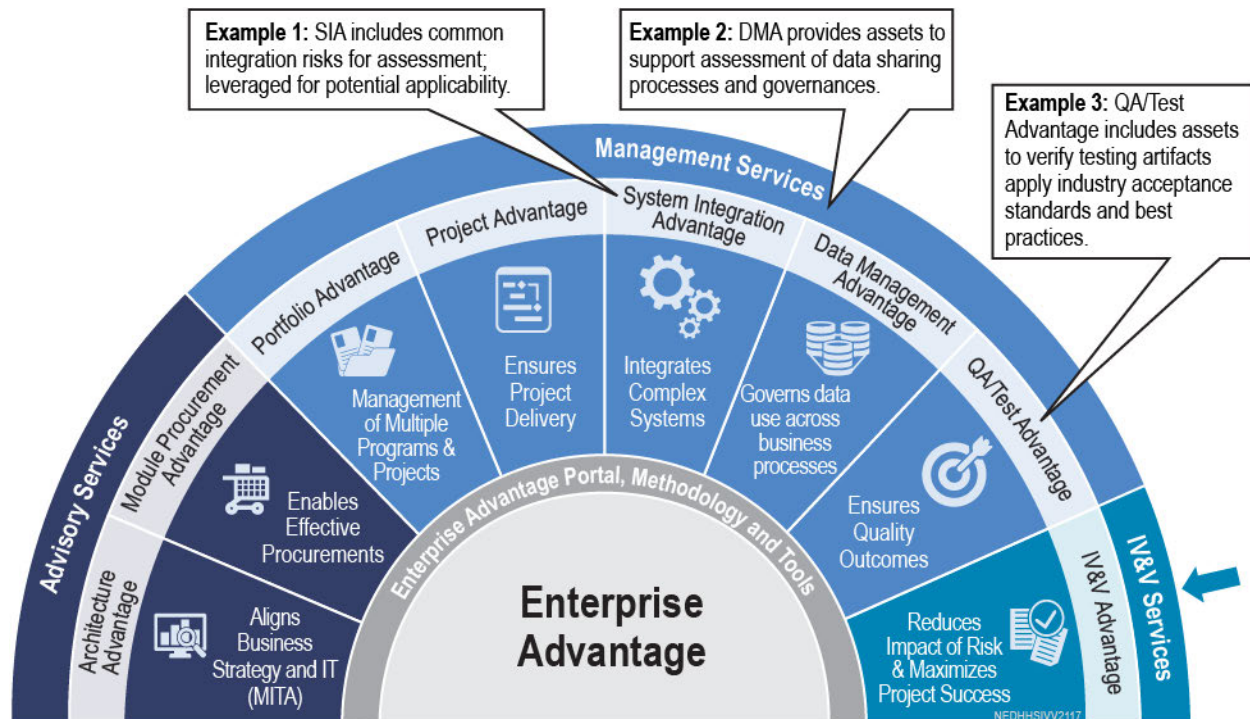 Example 1: SIA includes common
integration risks for assessment;
leveraged for potential applicability.
Example 2: DMA provides assets to
support assessment of data sharing
processes and governances.
Example 3: QA/Test
Advantage includes assets
to verify testing artifacts
apply industry acceptance
standards and best
practices.
Advisory Services
Management Services
IV&V Services
Architecture
Advantage
Module Procurement
Advantage
Portfolio Advantage
Project Advantage
System Integration
Advantage
Data Management
Advantage
QA/Test Advantage
IV&V Advantage
Aligns
Business
Strategy and IT
(MITA)
Enables
Effective
Procurements
Management
of Multiple
Programs &
Projects
Ensures
Project
Delivery
Integrates
Complex
Systems
Governs data
use across
business
processes
Ensures
Quality
Outcomes
Reduces
Impact of Risk
& Maximizes
Project Success
Enterprise Advantage Portal, Methodology and Tools
Enterprise
Advantage
NEDHHSIVV2117